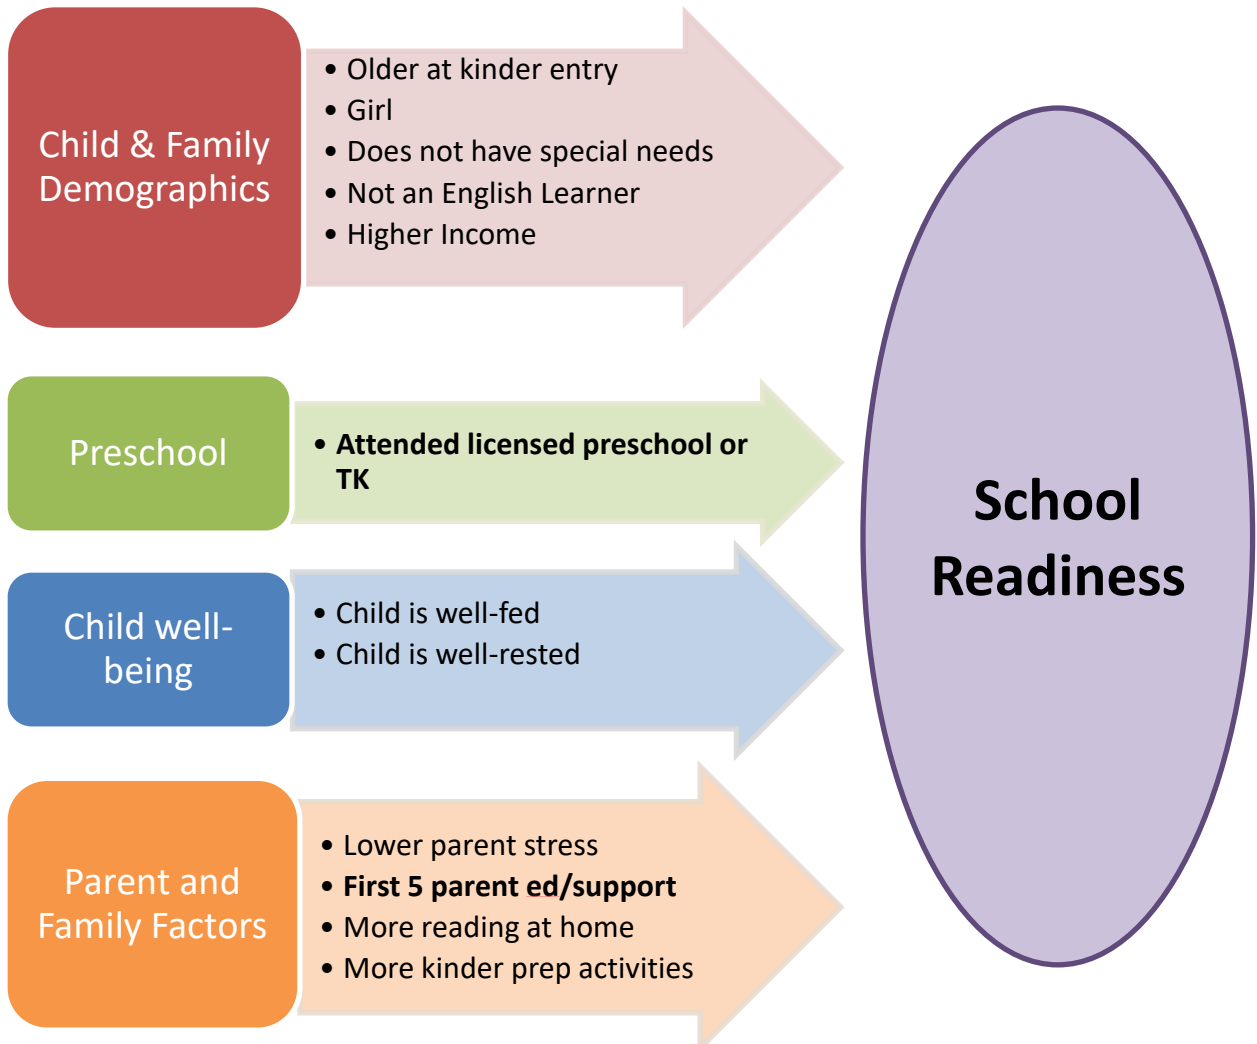 Child & Family
Demographics
• Older at kinder entry
• Girl
• Does not have special needs
• Not an English Learner
• Higher Income
Preschool
• Attended licensed preschool or
TK
Child well-
being
• Child is well-fed
• Child is well-rested
Parent and
Family Factors
• Lower parent stress
• First 5 parent ed/support
• More reading at home
• More kinder prep activities
School
Readiness